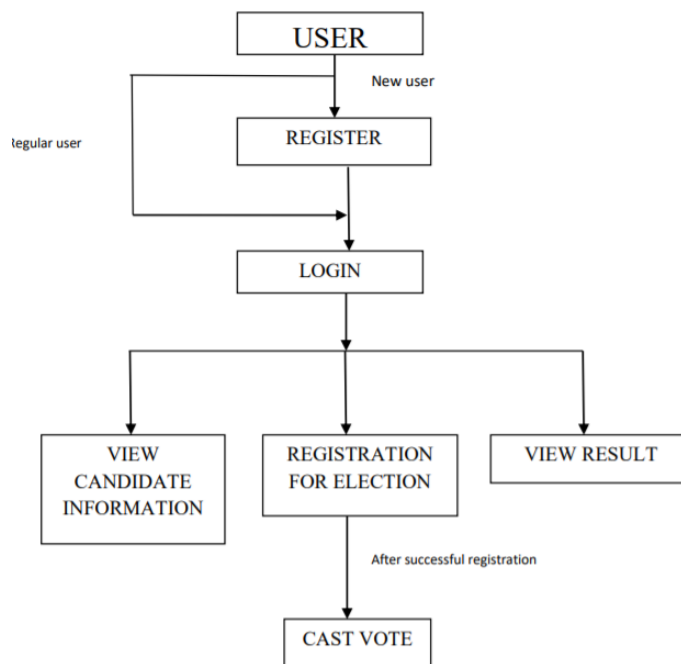 USER
New user
Regular user
REGISTER
LOGIN
VIEW
CANDIDATE
INFORMATION
REGISTRATION
FOR ELECTION
VIEW RESULT
After successful registration
CAST VOTE